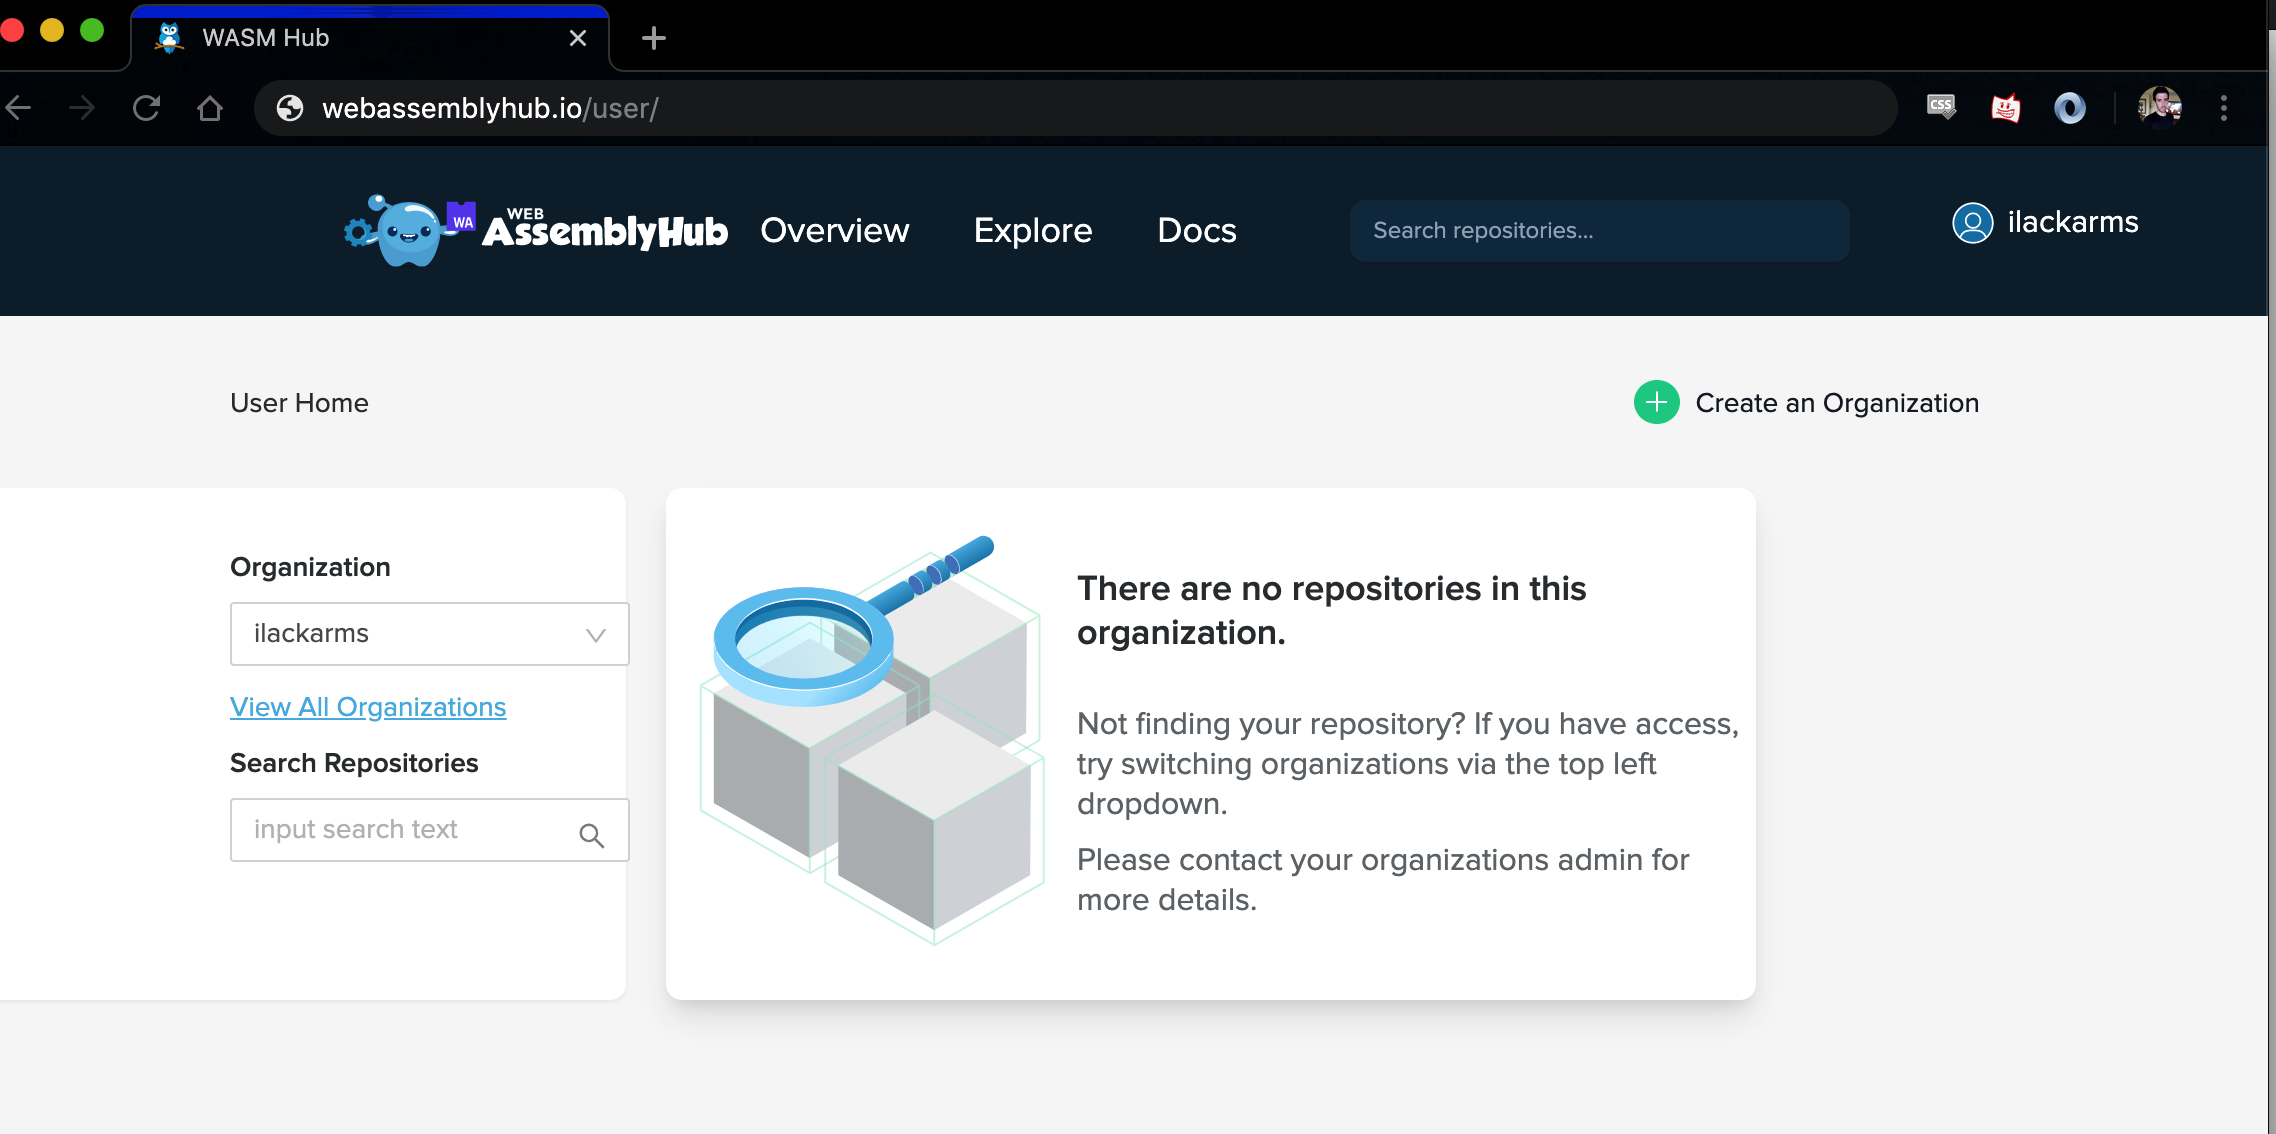 WASM Hub
webassemblyhub.io/user/
CSS
WA
WEB
AssemblyHub
Overview
Explore
Docs
Search repositories...
ilackarms
User Home
Create an Organization
Organization
ilackarms
View All Organizations
Search Repositories
input search text
There are no repositories in this
organization.
Not finding your repository? If you have access,
try switching organizations via the top left
dropdown.
Please contact your organizations admin for
more details.